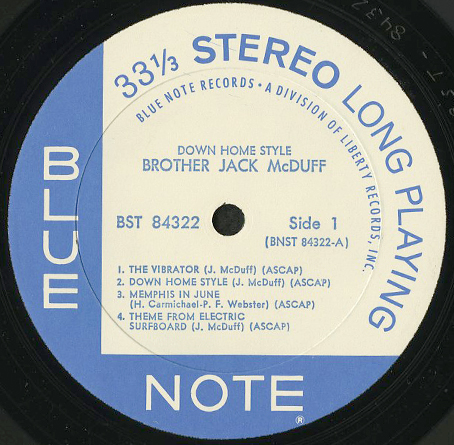 33 1/3 STEREO LONG PLAYING
BLUE NOTE RECORDS • A DIVISION OF LIBERTY RECORDS, INC.
DOWN HOME STYLE
BROTHER JACK McDUFF
BST 84322
Side 1
(BNST 84322-A)
1. THE VIBRATOR (J. McDuff) (ASCAP)
2. DOWN HOME STYLE (J. McDuff) (ASCAP)
3. MEMPHIS IN JUNE
(H. Carmichael-P. F. Webster) (ASCAP)
4. THEME FROM ELECTRIC
SURFBOARD (J. McDuff) (ASCAP)
BLUE
NOTE
®